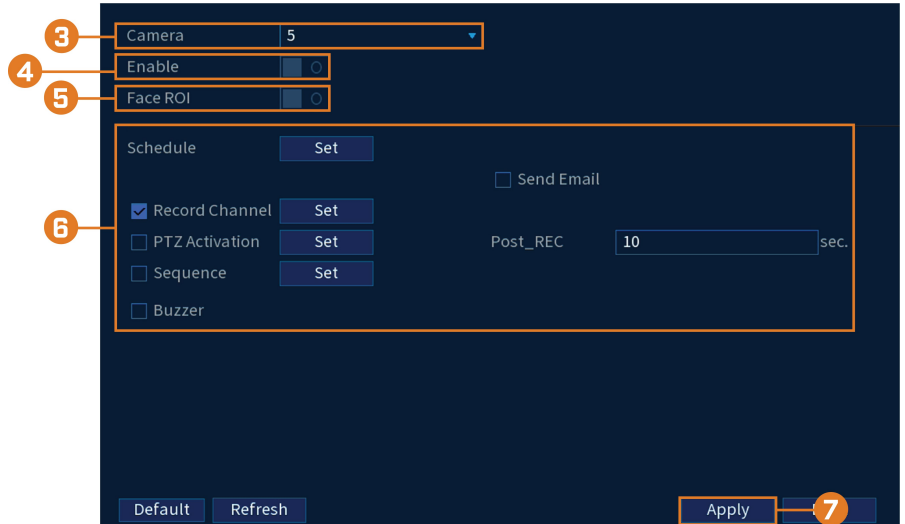 3 Camera 5
4 Enable
5 Face ROI
Schedule Set
Send Email
Record Channel Set
6 PTZ Activation Set Post_REC 10 sec.
Sequence Set
Buzzer
Default Refresh Apply 7